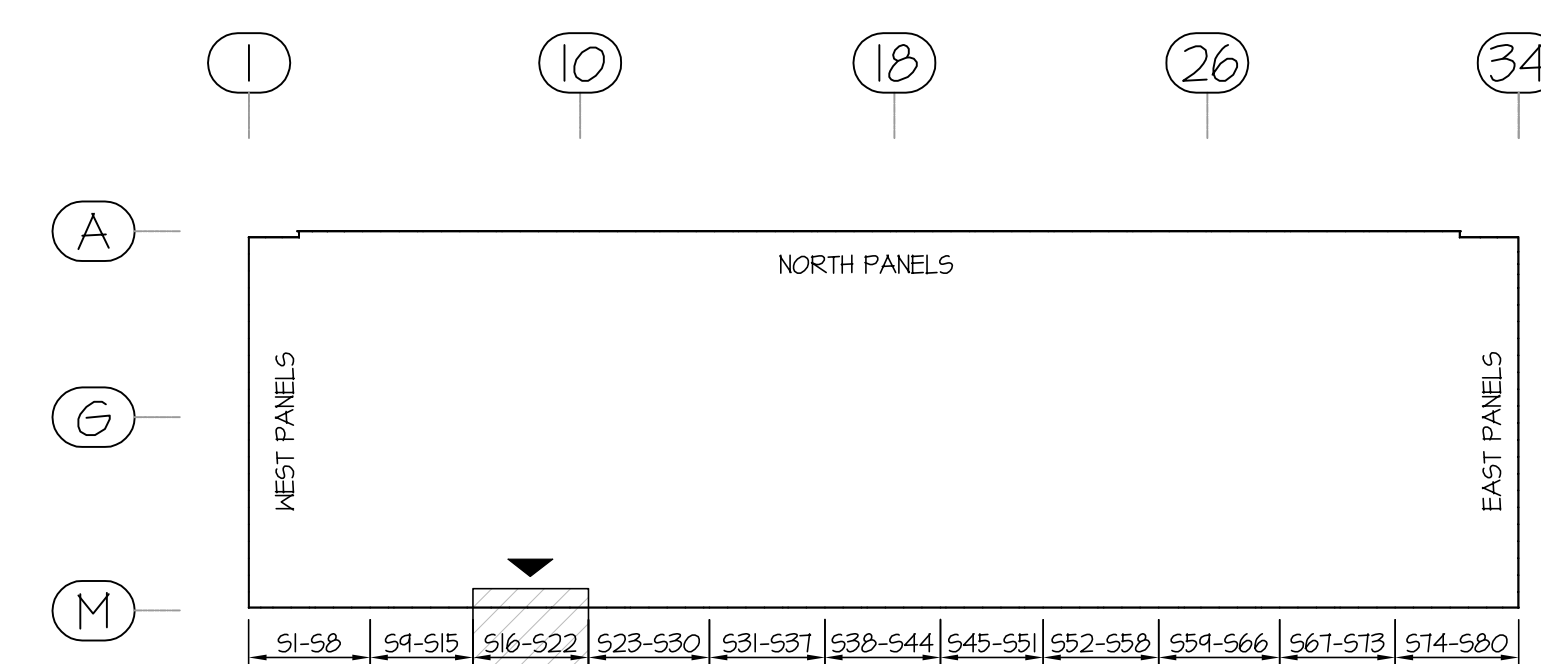 1 10 18 26 34
A
NORTH PANELS
WEST PANELS
EAST PANELS
G
M
S1-S8 S9-S15 S16-S22 S23-S30 S31-S37 S38-S44 S45-S51 S52-S58 S59-S66 S67-S73 S74-S80